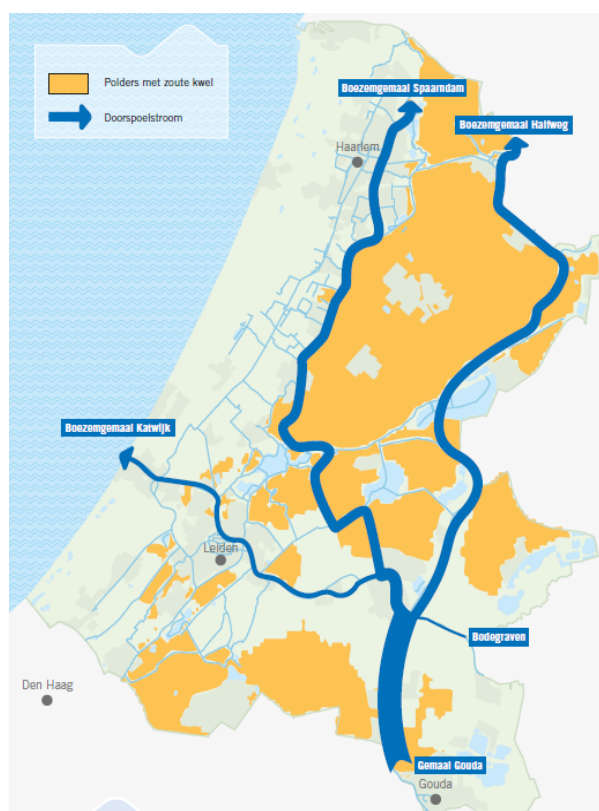 Polders met zoute kwel
Doorspoelstroom
Boezemgemaal Spaarndam
Boezemgemaal Halfweg
Haarlem
Boezemgemaal Katwijk
Leiden
Bodegraven
Den Haag
Gemaal Gouda
Gouda